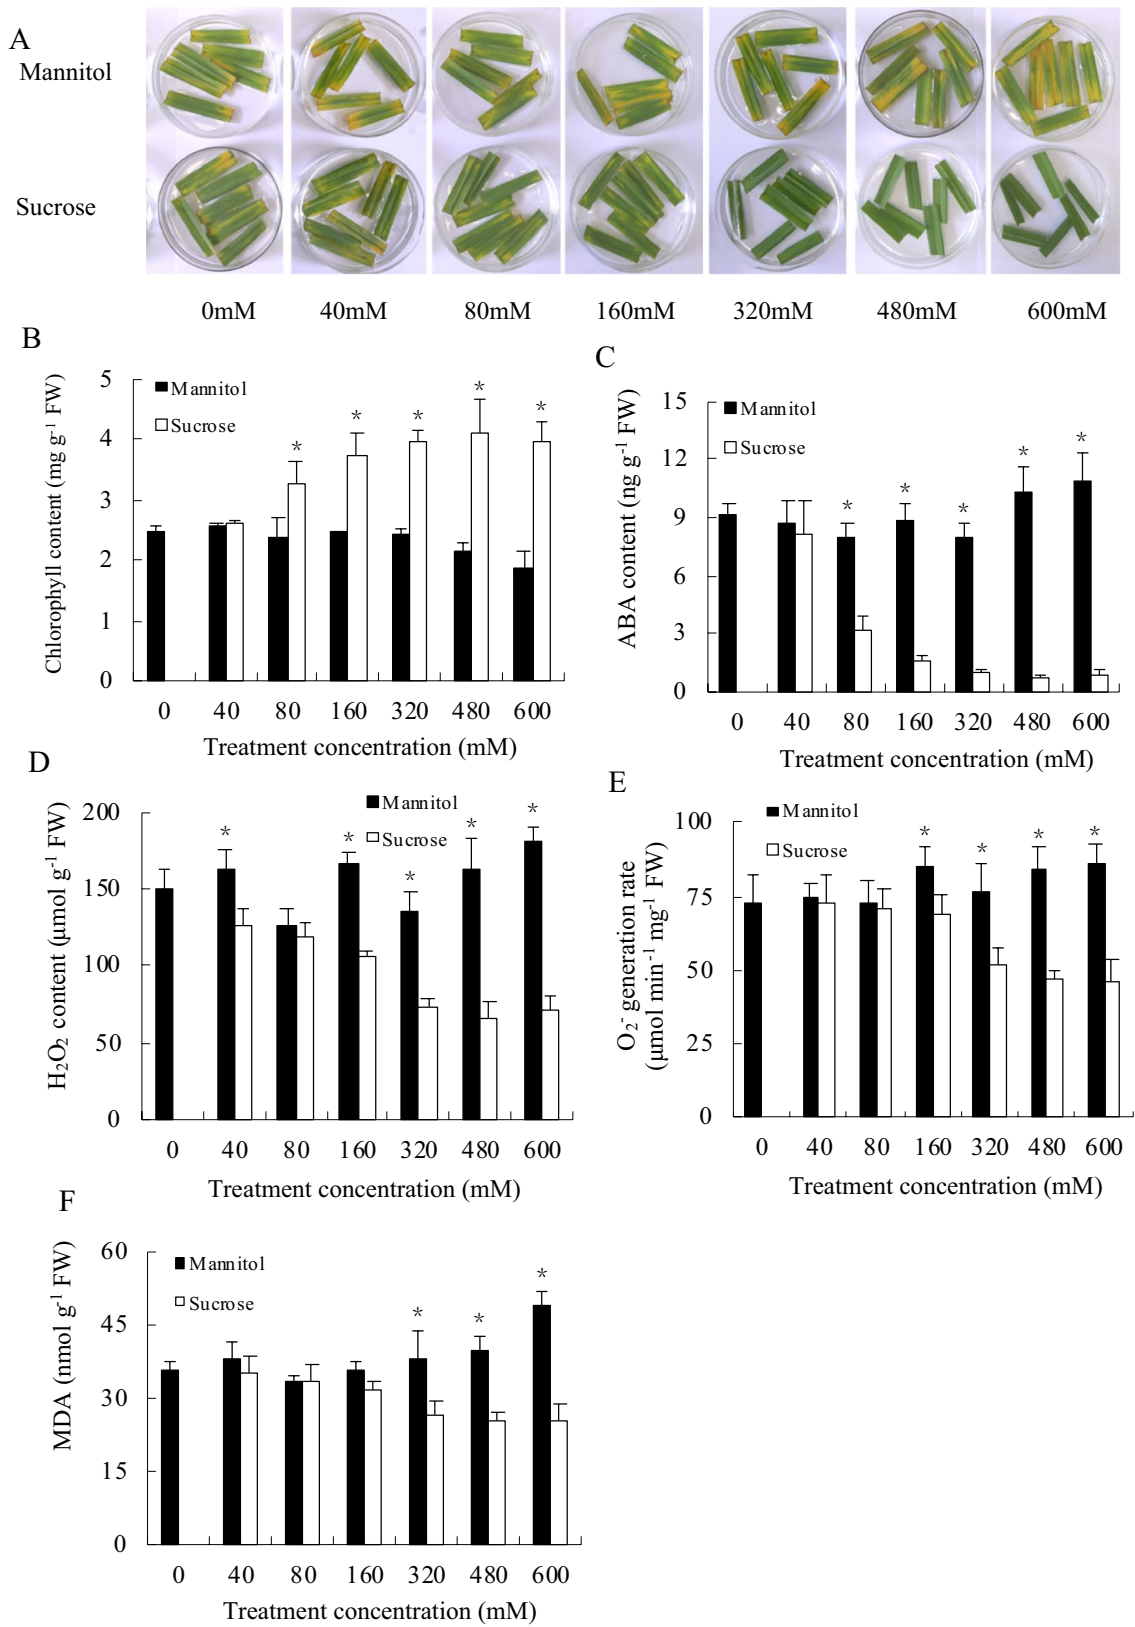 A
Mannitol
Sucrose
0mM 40mM 80mM 160mM 320mM 480mM 600mM
B
Chlorophyll content (mg g⁻¹ FW)
5
4
3
2
1
0
Mannitol
Sucrose
* * * * *
0 40 80 160 320 480 600
Treatment concentration (mM)
C
ABA content (ng g⁻¹ FW)
15
12
9
6
3
0
Mannitol
Sucrose
* * * * *
0 40 80 160 320 480 600
Treatment concentration (mM)
D
H₂O₂ content (μmol g⁻¹ FW)
200
150
100
50
0
Mannitol
Sucrose
* * * * *
0 40 80 160 320 480 600
Treatment concentration (mM)
E
O₂⁻ generation rate
(μmol min⁻¹ mg⁻¹ FW)
100
75
50
25
0
Mannitol
Sucrose
* * * *
0 40 80 160 320 480 600
Treatment concentration (mM)
F
MDA (nmol g⁻¹ FW)
60
45
30
15
0
Mannitol
Sucrose
* * *
0 40 80 160 320 480 600
Treatment concentration (mM)